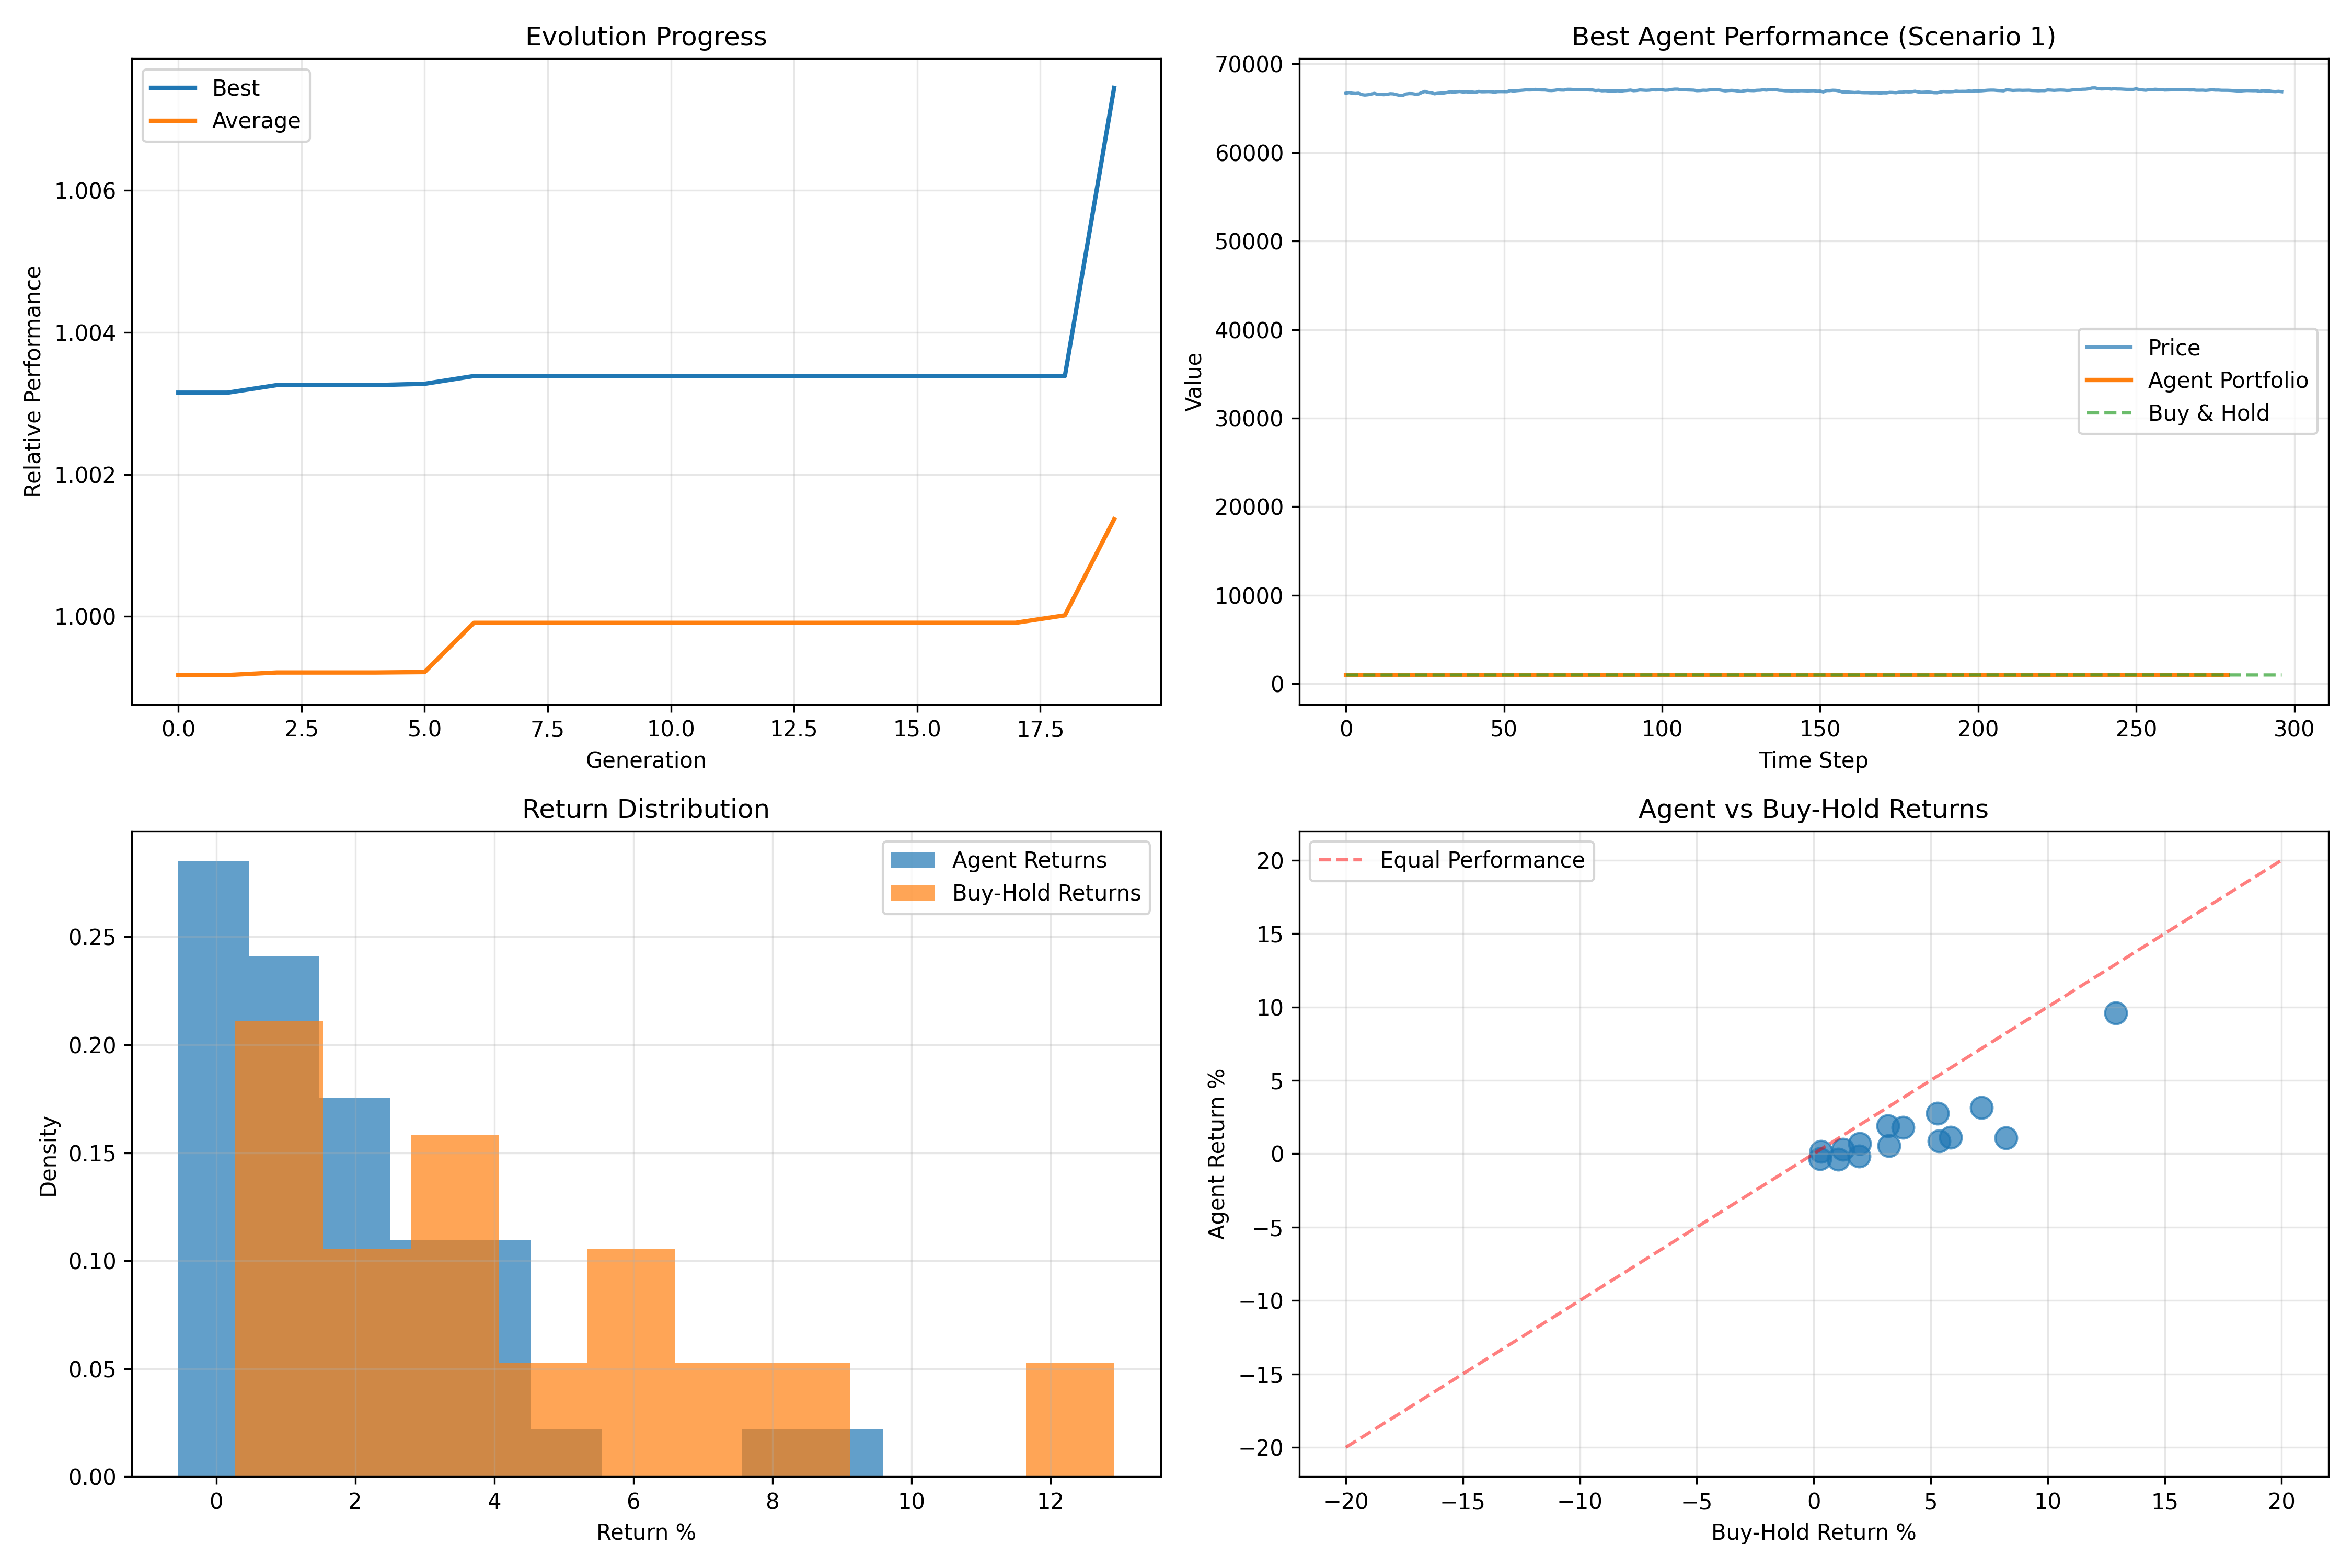 Evolution Progress
Best
Average
Relative Performance
1.006
1.004
1.002
1.000
0.0 2.5 5.0 7.5 10.0 12.5 15.0 17.5
Generation
Best Agent Performance (Scenario 1)
Value
70000
60000
50000
40000
30000
20000
10000
0
Price
Agent Portfolio
Buy & Hold
0 50 100 150 200 250 300
Time Step
Return Distribution
Agent Returns
Buy-Hold Returns
Density
0.25
0.20
0.15
0.10
0.05
0.00
0 2 4 6 8 10 12
Return %
Agent vs Buy-Hold Returns
Equal Performance
Agent Return %
20
15
10
5
0
−5
−10
−15
−20
−20 −15 −10 −5 0 5 10 15 20
Buy-Hold Return %